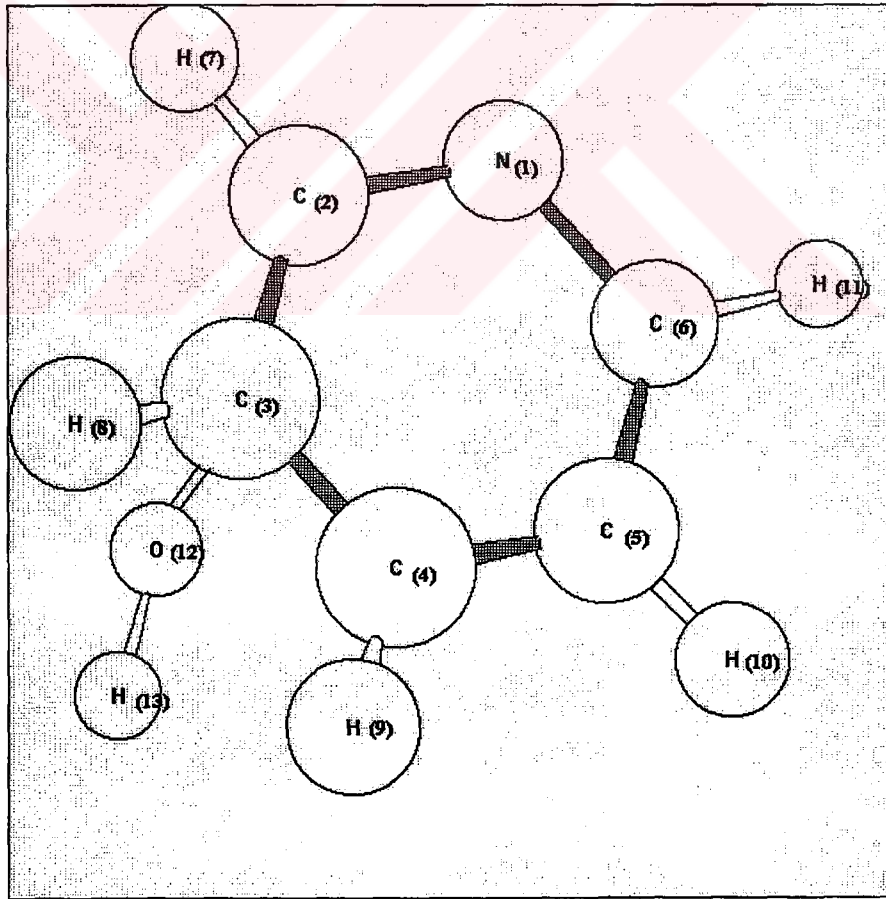 H (7)
N (1)
C (2)
H (11)
C (6)
C (3)
H (8)
C (5)
O (12)
C (4)
H (10)
H (13)
H (9)